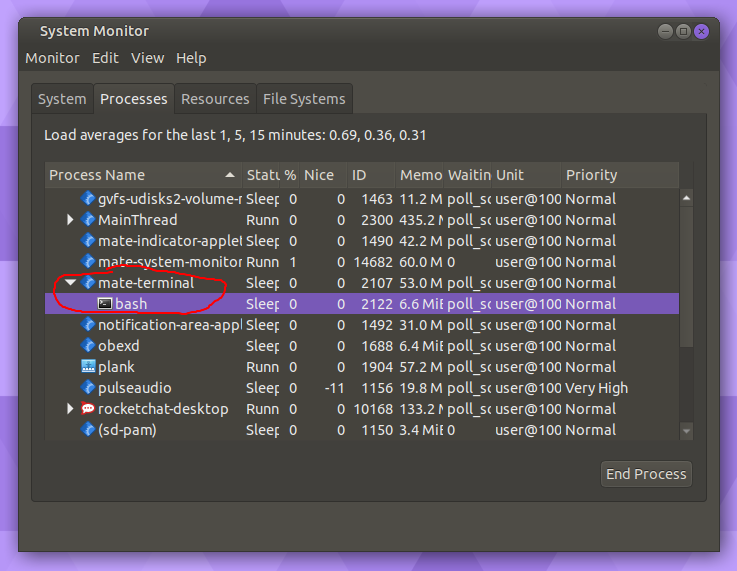 System Monitor
Monitor Edit View Help
System Processes Resources File Systems
Load averages for the last 1, 5, 15 minutes: 0.69, 0.36, 0.31
Process Name Statu % Nice ID Memo Waitin Unit Priority
gvfs-udisks2-volume-r Sleep 0 0 1463 11.2 M poll_sc user@100 Normal
MainThread Runn 0 0 2300 435.2 M poll_sc user@100 Normal
mate-indicator-applet Sleep 0 0 1490 42.2 M poll_sc user@100 Normal
mate-system-monitor Runn 1 0 14682 60.0 M 0 user@100 Normal
mate-terminal Sleep 0 0 2107 53.0 M poll_sc user@100 Normal
bash Sleep 0 0 2122 6.6 MiB poll_sc user@100 Normal
notification-area-appl Sleep 0 0 1492 31.0 M poll_sc user@100 Normal
obexd Sleep 0 0 1688 6.4 MiB poll_sc user@100 Normal
plank Runn 0 0 1904 57.2 M poll_sc user@100 Normal
pulseaudio Sleep 0 -11 1156 19.8 M poll_sc user@100 Very High
rocketchat-desktop Runn 0 0 10168 133.2 M poll_sc user@100 Normal
(sd-pam) Sleep 0 0 1150 3.4 MiB 0 user@100 Normal
End Process